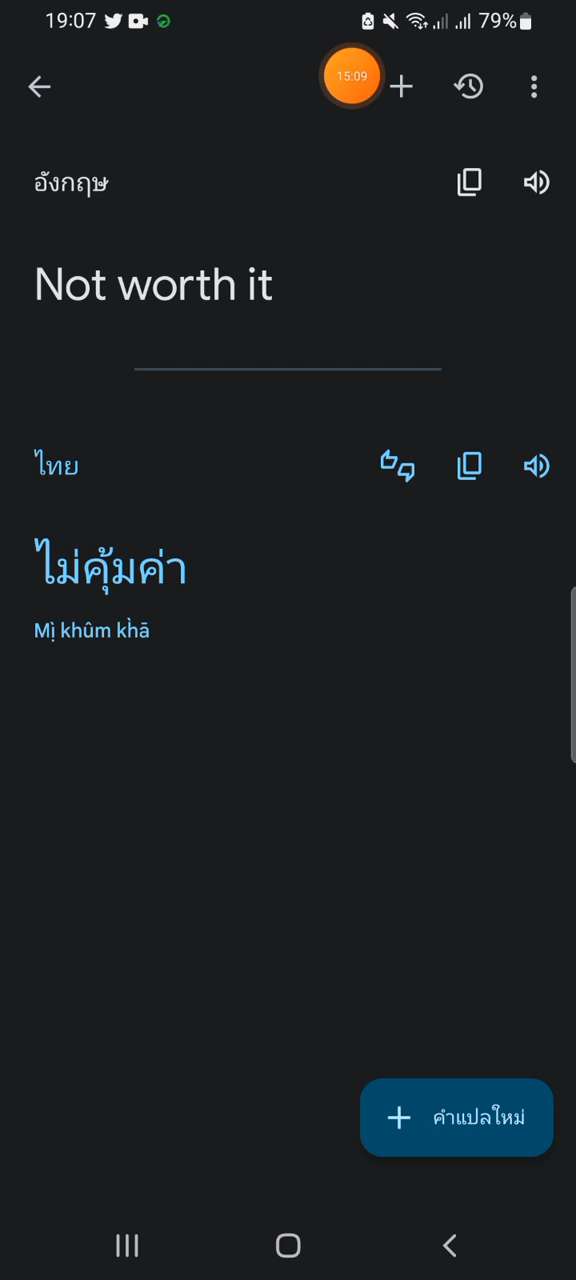 19:07 79%
15:09
อังกฤษ
Not worth it
ไทย
ไม่คุ้มค่า
Mị̀ khûm kh̀ā
คำแปลใหม่